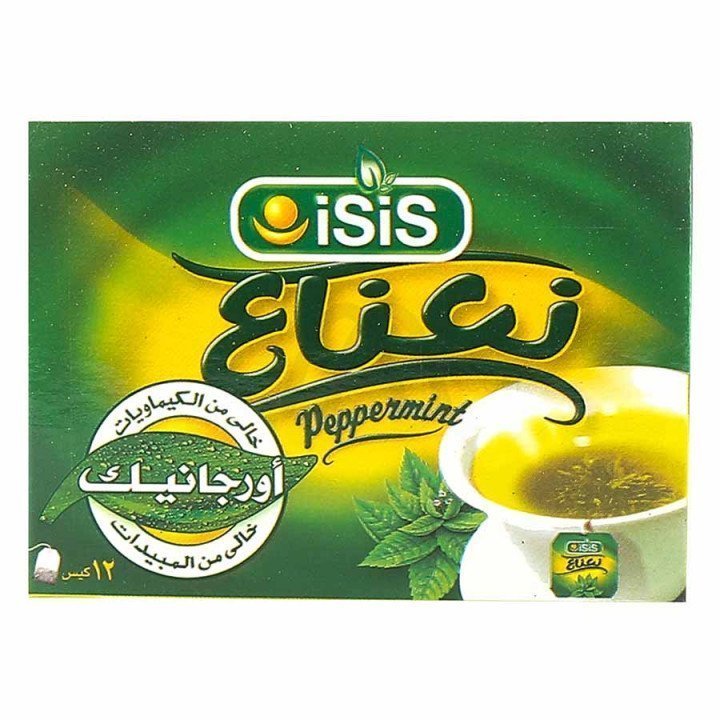 isis
نعناع
Peppermint
خالى من الكيماويات
أورجانيك
خالى من المبيدات
١٢ كيس
isis
نعناع